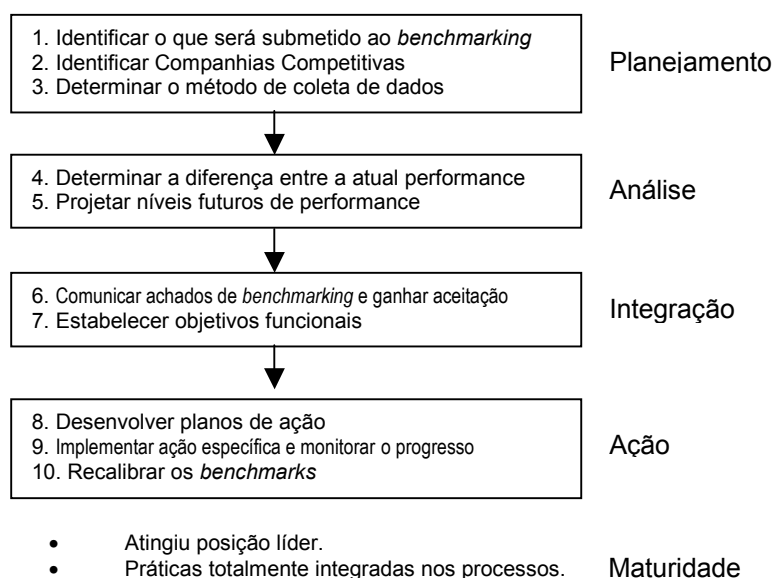 1. Identificar o que será submetido ao benchmarking
2. Identificar Companhias Competitivas
3. Determinar o método de coleta de dados
Planejamento
4. Determinar a diferença entre a atual performance
5. Projetar níveis futuros de performance
Análise
6. Comunicar achados de benchmarking e ganhar aceitação
7. Estabelecer objetivos funcionais
Integração
8. Desenvolver planos de ação
9. Implementar ação específica e monitorar o progresso
10. Recalibrar os benchmarks
Ação
• Atingiu posição líder.
• Práticas totalmente integradas nos processos.
Maturidade